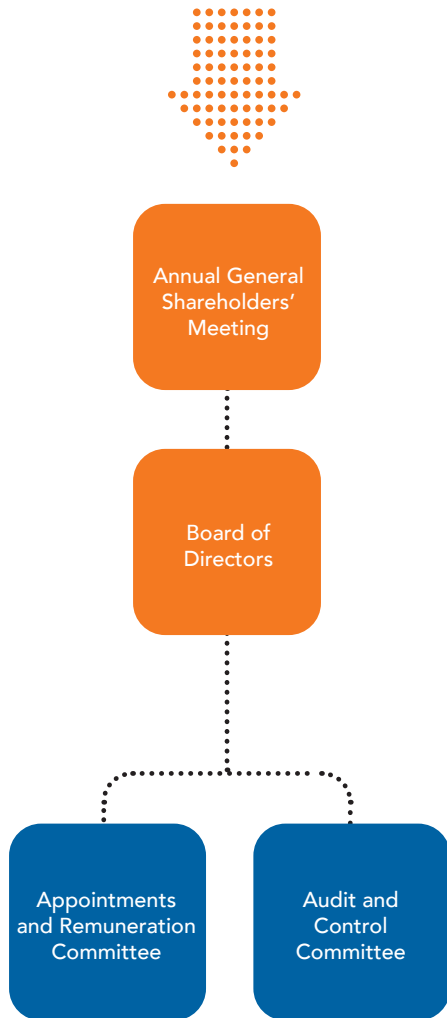 Annual General
Shareholders’
Meeting
Board of
Directors
Appointments
and Remuneration
Committee
Audit and
Control
Committee